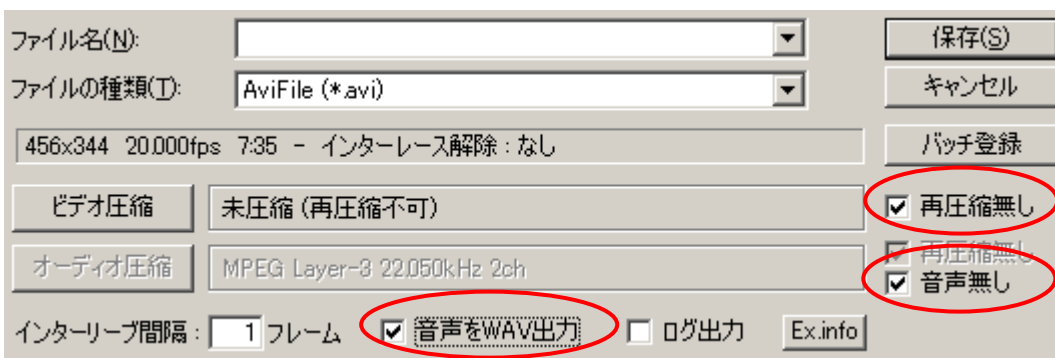 ファイル名(N): 保存(S)
ファイルの種類(T): AviFile (*.avi) キャンセル
456x344 20.000fps 7:35 - インターレース解除 : なし バッチ登録
ビデオ圧縮 未圧縮 (再圧縮不可) 再圧縮無し
オーディオ圧縮 MPEG Layer-3 22.050kHz 2ch 再圧縮無し
音声無し
インターリーブ間隔 : 1 フレーム 音声をWAV出力 ログ出力 Ex.info